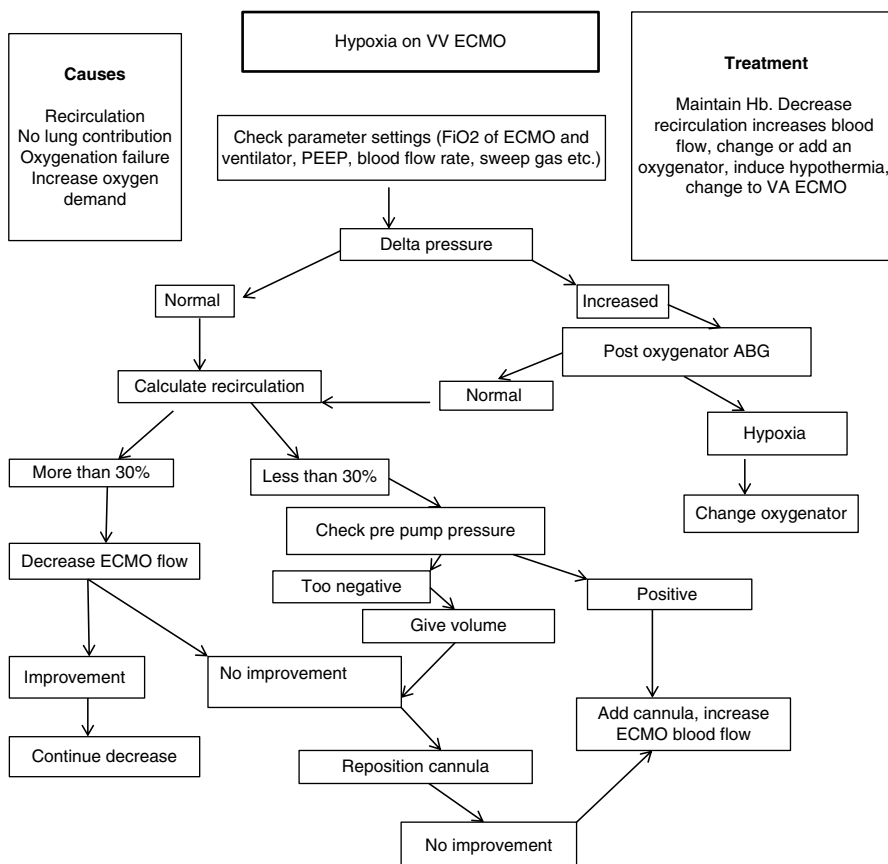 Hypoxia on VV ECMO
Causes
Recirculation
No lung contribution
Oxygenation failure
Increase oxygen
demand
Treatment
Maintain Hb. Decrease
recirculation increases blood
flow, change or add an
oxygenator, induce hypothermia,
change to VA ECMO
Check parameter settings (FiO2 of ECMO and
ventilator, PEEP, blood flow rate, sweep gas etc.)
Delta pressure
Normal
Increased
Post oxygenator ABG
Calculate recirculation
Normal
Hypoxia
More than 30%
Less than 30%
Change oxygenator
Check pre pump pressure
Decrease ECMO flow
Too negative
Positive
Give volume
Improvement
No improvement
Add cannula, increase
ECMO blood flow
Continue decrease
Reposition cannula
No improvement